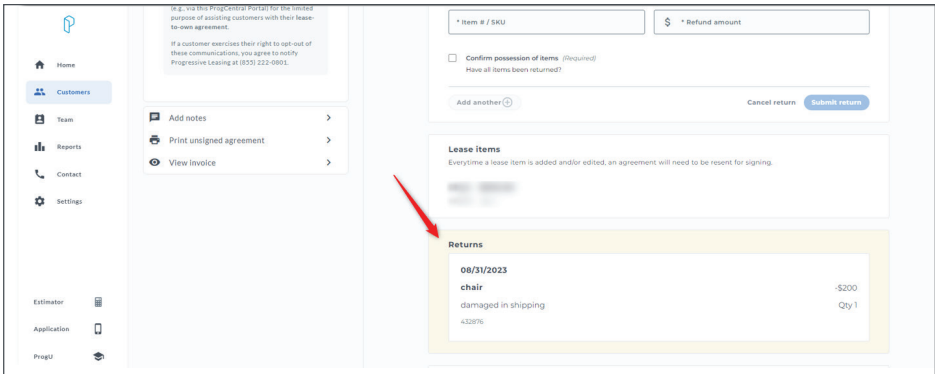 Home
Customers
Team
Reports
Contact
Settings
Estimator
Application
ProgU
(e.g., via this ProgCentral Portal) for the limited
purpose of assisting customers with their lease-
to-own agreement.
If a customer exercises their right to opt-out of
these communications, you agree to notify
Progressive Leasing at (855) 222-0801.
Add notes
Print unsigned agreement
View invoice
* Item # / SKU
$ * Refund amount
Confirm possession of items (Required)
Have all items been returned?
Add another
Cancel return
Submit return
Lease items
Everytime a lease item is added and/or edited, an agreement will need to be resent for signing.
Returns
08/31/2023
chair -$200
damaged in shipping Qty 1
432876